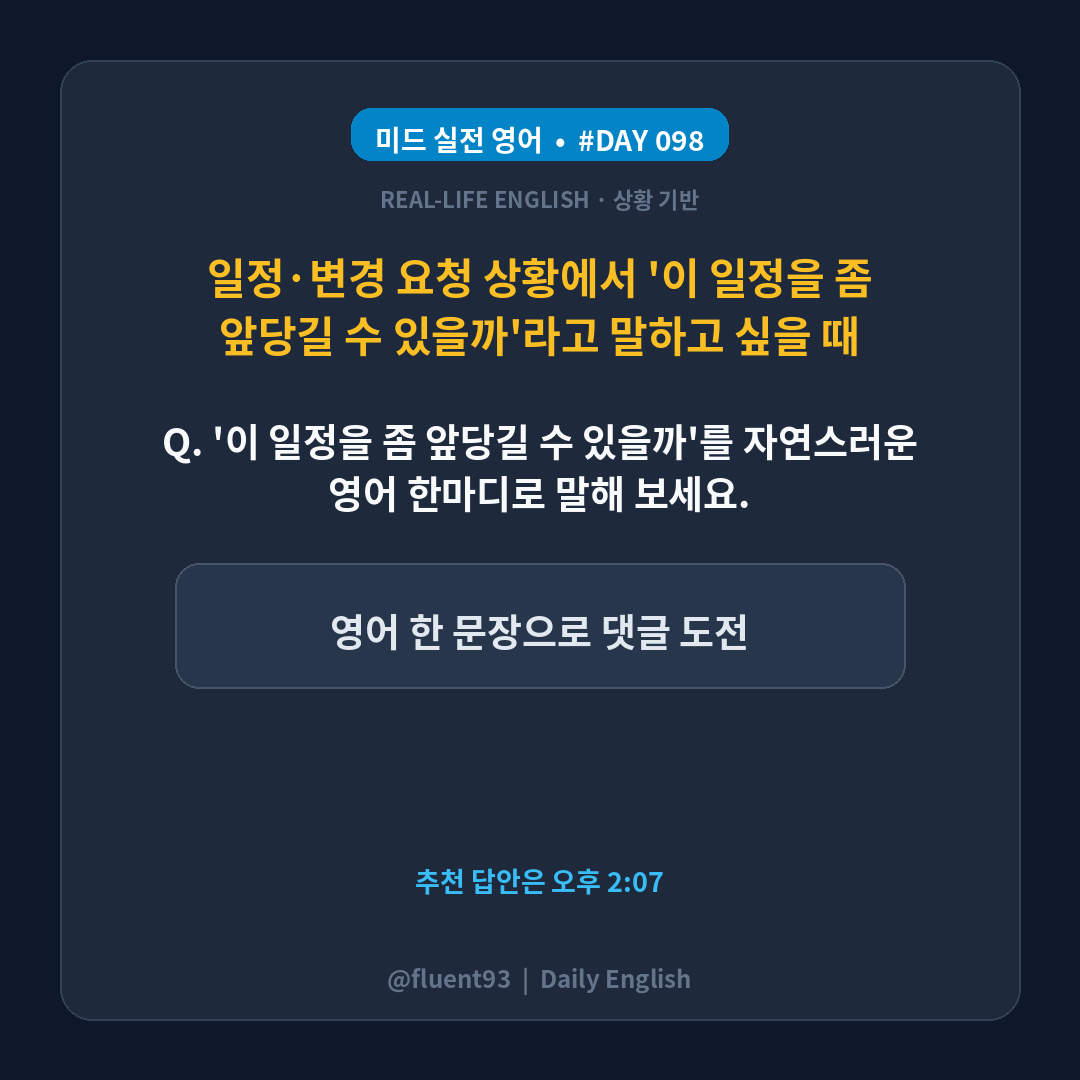 미드 실전 영어 • #DAY 098
REAL-LIFE ENGLISH · 상황 기반
일정·변경 요청 상황에서 '이 일정을 좀
앞당길 수 있을까'라고 말하고 싶을 때
Q. '이 일정을 좀 앞당길 수 있을까'를 자연스러운
영어 한마디로 말해 보세요.
영어 한 문장으로 댓글 도전
추천 답안은 오후 2:07
@fluent93 | Daily English